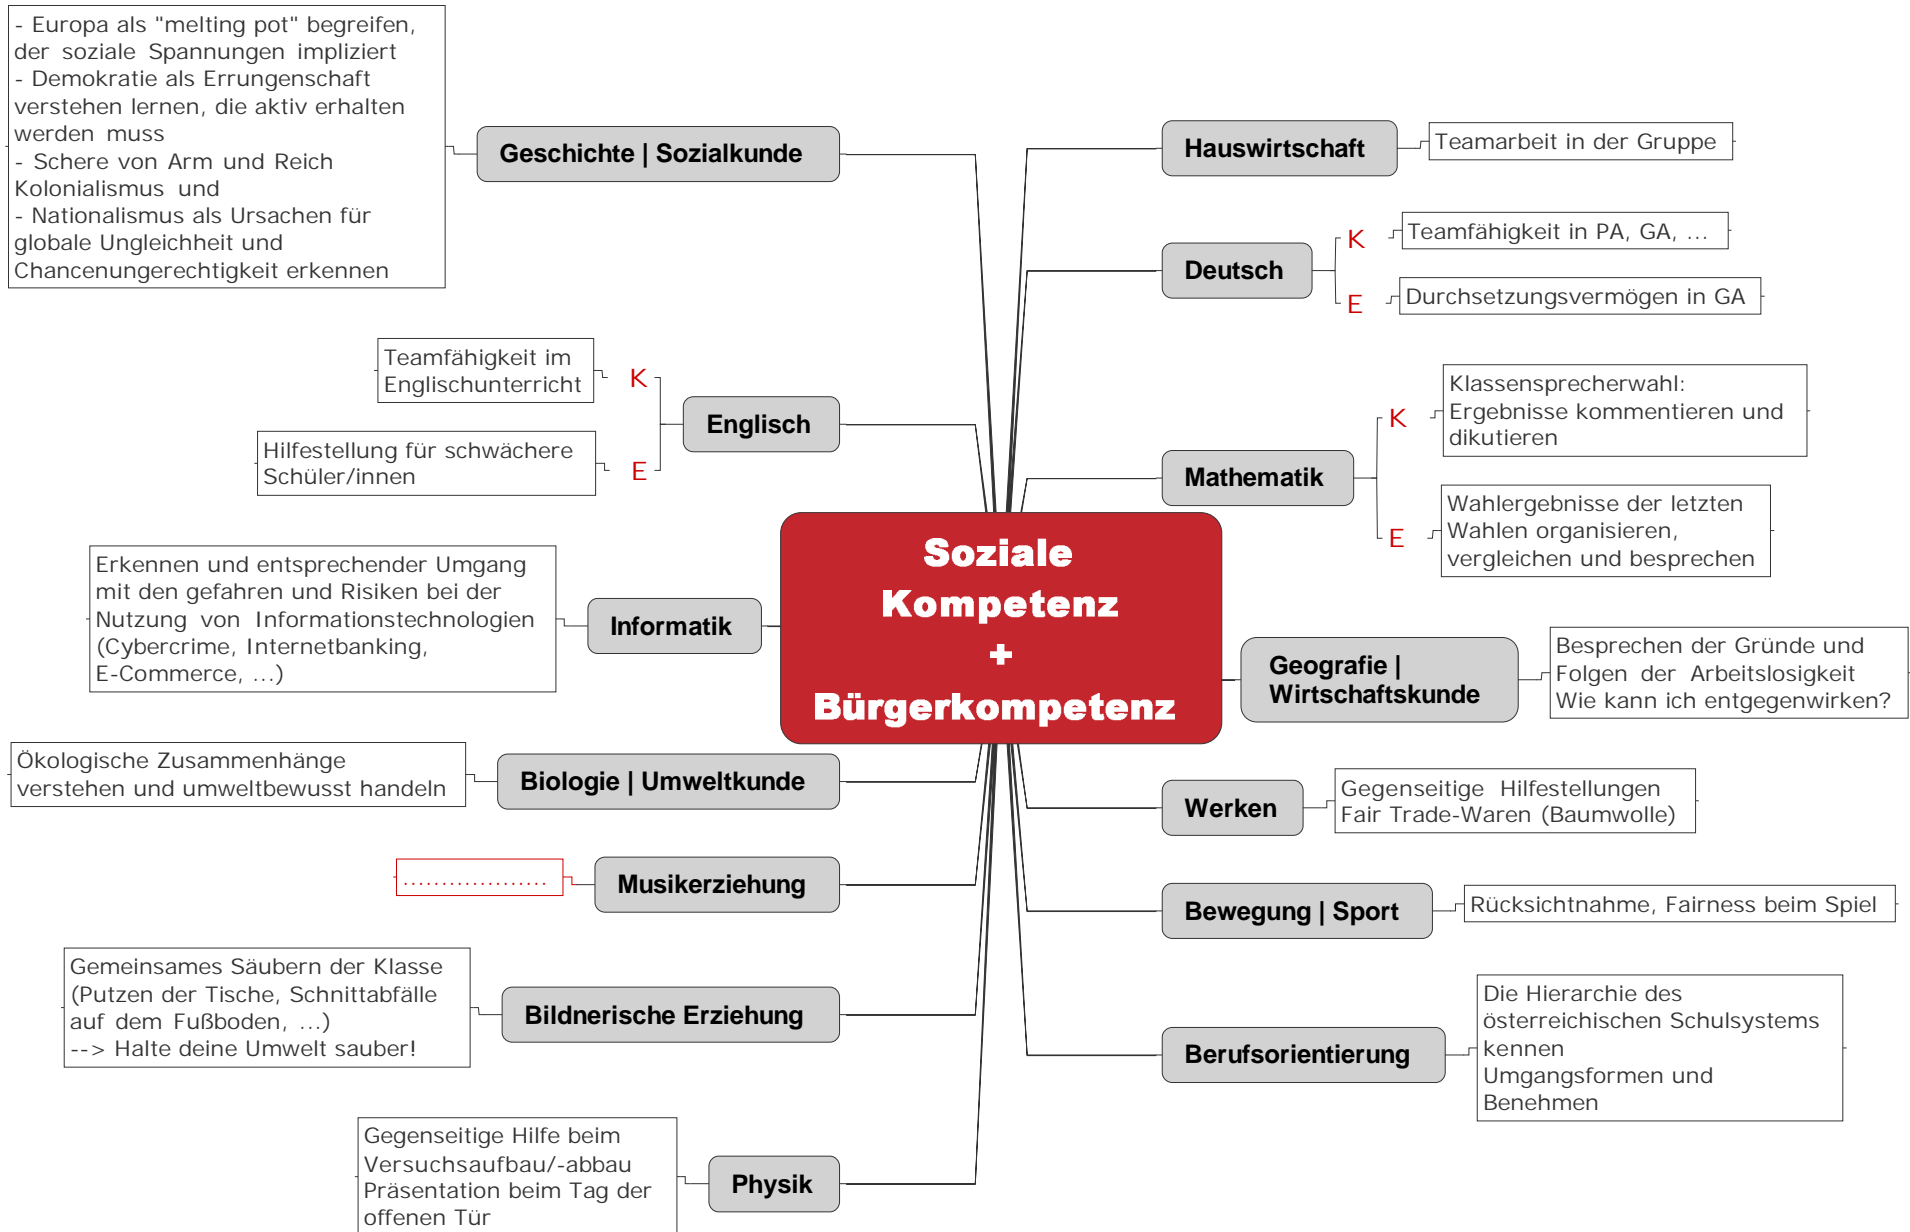 - Europa als "melting pot" begreifen,
der soziale Spannungen impliziert
- Demokratie als Errungenschaft
verstehen lernen, die aktiv erhalten
werden muss
- Schere von Arm und Reich
Kolonialismus und
- Nationalismus als Ursachen für
globale Ungleichheit und
Chancenungerechtigkeit erkennen
Geschichte | Sozialkunde
Teamfähigkeit im
Englischunterricht
K
Hilfestellung für schwächere
Schüler/innen
E
Englisch
Erkennen und entsprechender Umgang
mit den gefahren und Risiken bei der
Nutzung von Informationstechnologien
(Cybercrime, Internetbanking,
E-Commerce, ...)
Informatik
Ökologische Zusammenhänge
verstehen und umweltbewusst handeln
Biologie | Umweltkunde
...................
Musikerziehung
Gemeinsames Säubern der Klasse
(Putzen der Tische, Schnittabfälle
auf dem Fußboden, ...)
--> Halte deine Umwelt sauber!
Bildnerische Erziehung
Gegenseitige Hilfe beim
Versuchsaufbau/-abbau
Präsentation beim Tag der
offenen Tür
Physik
Soziale
Kompetenz
+
Bürgerkompetenz
Hauswirtschaft
Teamarbeit in der Gruppe
Deutsch
K
Teamfähigkeit in PA, GA, ...
E
Durchsetzungsvermögen in GA
Mathematik
K
Klassensprecherwahl:
Ergebnisse kommentieren und
dikutieren
E
Wahlergebnisse der letzten
Wahlen organisieren,
vergleichen und besprechen
Geografie |
Wirtschaftskunde
Besprechen der Gründe und
Folgen der Arbeitslosigkeit
Wie kann ich entgegenwirken?
Werken
Gegenseitige Hilfestellungen
Fair Trade-Waren (Baumwolle)
Bewegung | Sport
Rücksichtnahme, Fairness beim Spiel
Berufsorientierung
Die Hierarchie des
österreichischen Schulsystems
kennen
Umgangsformen und
Benehmen